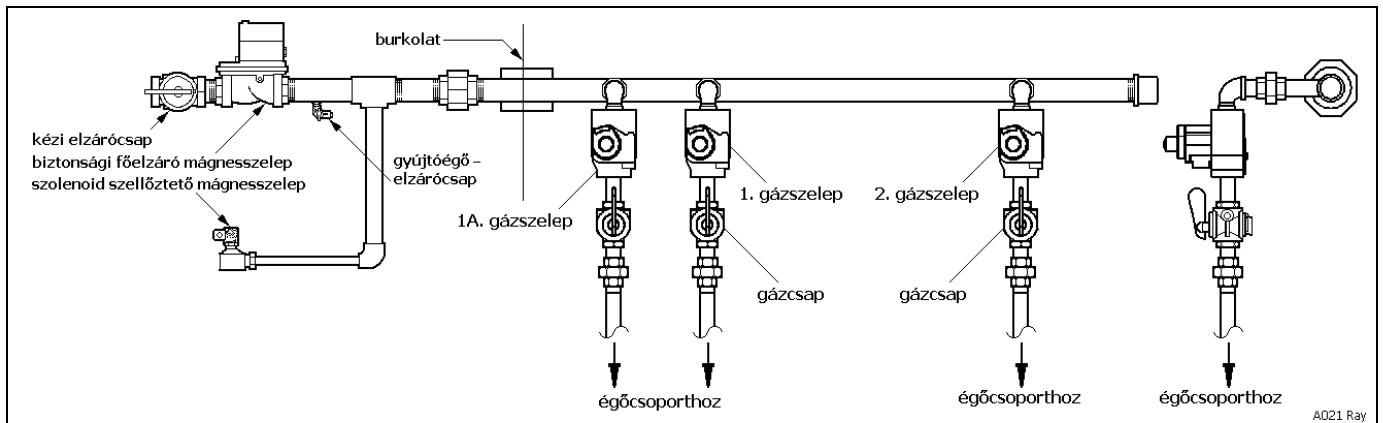 burkolat
kézi elzárócsap
biztonsági főelzáró mágnesszelep
szolenoid szellőztető mágnesszelep
gyújtóégő –
elzárócsap
1A. gázszelep
1. gázszelep
2. gázszelep
gázcsap
gázcsap
égőcsoporthoz
égőcsoporthoz
égőcsoporthoz
A021 Ray